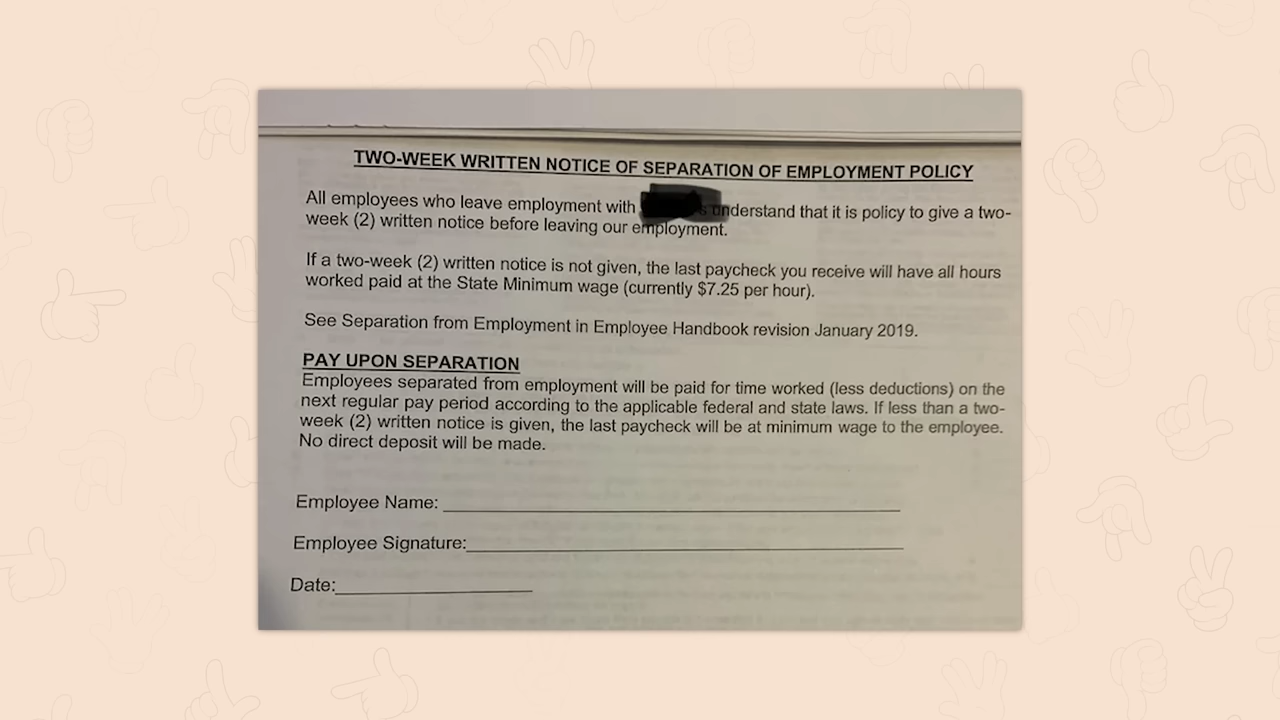 TWO-WEEK WRITTEN NOTICE OF SEPARATION OF EMPLOYMENT POLICY
All employees who leave employment with understand that it is policy to give a two-
week (2) written notice before leaving our employment.
If a two-week (2) written notice is not given, the last paycheck you receive will have all hours
worked paid at the State Minimum wage (currently $7.25 per hour).
See Separation from Employment in Employee Handbook revision January 2019.
PAY UPON SEPARATION
Employees separated from employment will be paid for time worked (less deductions) on the
next regular pay period according to the applicable federal and state laws. If less than a two-
week (2) written notice is given, the last paycheck will be at minimum wage to the employee.
No direct deposit will be made.
Employee Name:
Employee Signature:
Date: